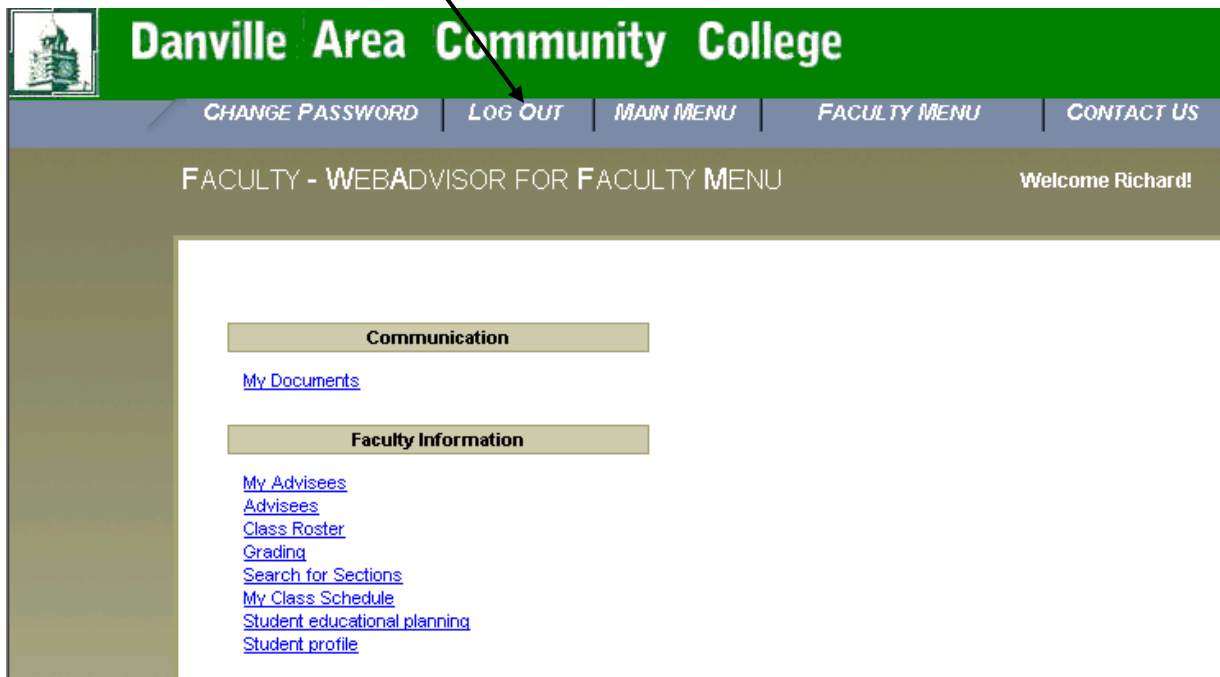 Danville Area Community College
CHANGE PASSWORD LOG OUT MAIN MENU FACULTY MENU CONTACT US
FACULTY - WEBADVISOR FOR FACULTY MENU Welcome Richard!
Communication
My Documents
Faculty Information
My Advisees
Advisees
Class Roster
Grading
Search for Sections
My Class Schedule
Student educational planning
Student profile